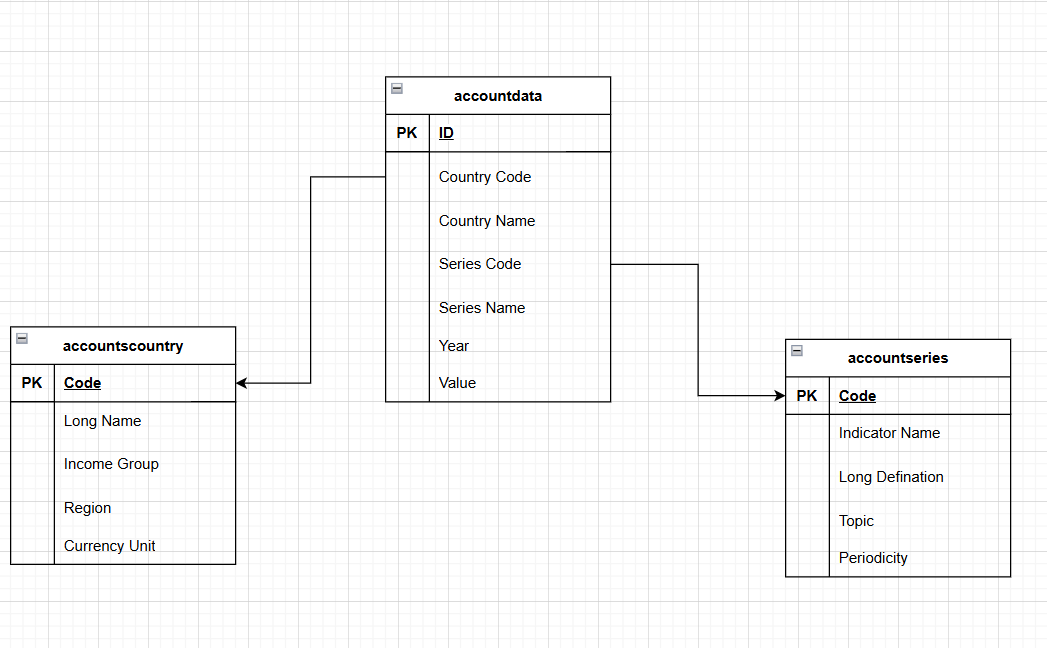 accountdata
PK ID
Country Code
Country Name
Series Code
Series Name
Year
Value
accountscountry
PK Code
Long Name
Income Group
Region
Currency Unit
accountseries
PK Code
Indicator Name
Long Defination
Topic
Periodicity